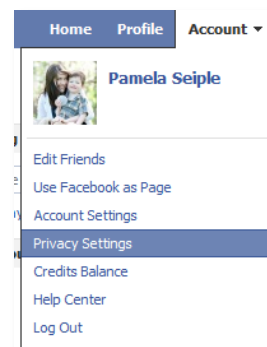 Home Profile Account
Pamela Seiple
Edit Friends
Use Facebook as Page
Account Settings
Privacy Settings
Credits Balance
Help Center
Log Out